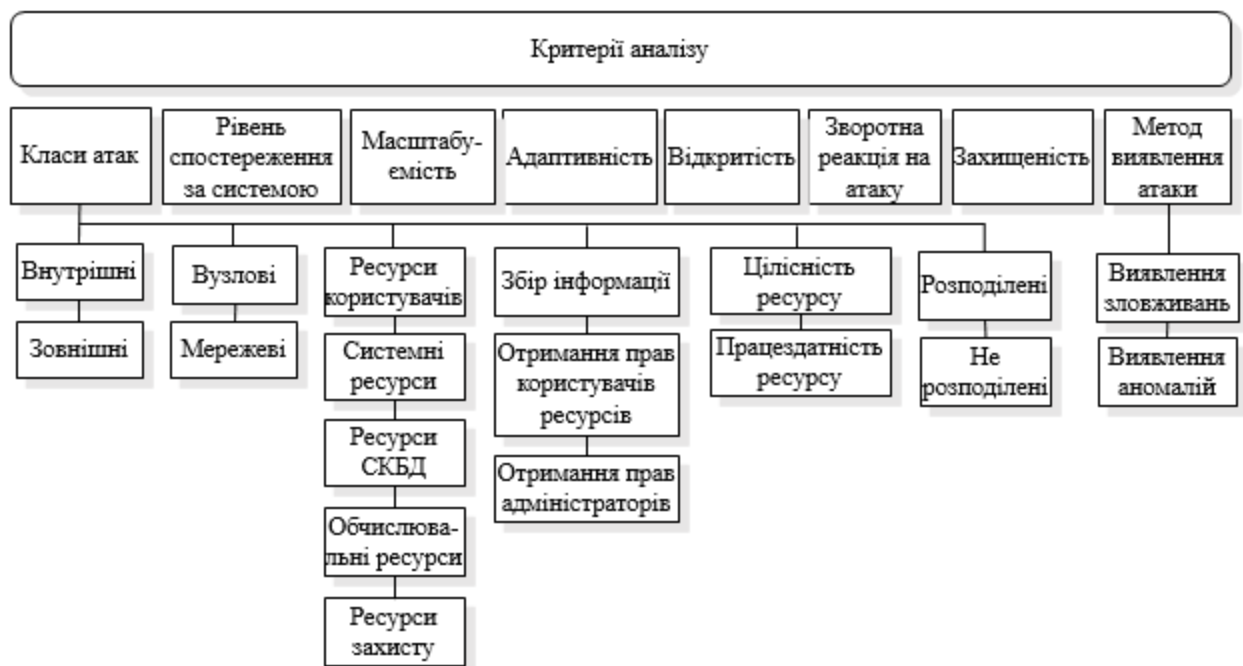 Критерії аналізу
Класи атак
Рівень
спостереження
за системою
Масштабу-
ємість
Адаптивність
Відкритість
Зворотна
реакція на
атаку
Захищеність
Метод
виявлення
атаки
Внутрішні
Зовнішні
Вузлові
Мережеві
Ресурси
користувачів
Системні
ресурси
Ресурси
СКБД
Обчислюва-
льні ресурси
Ресурси
захисту
Збір інформації
Отримання прав
користувачів
ресурсів
Отримання прав
адміністраторів
Цілісність
ресурсу
Працездатність
ресурсу
Розподілені
Не
розподілені
Виявлення
зловживань
Виявлення
аномалій